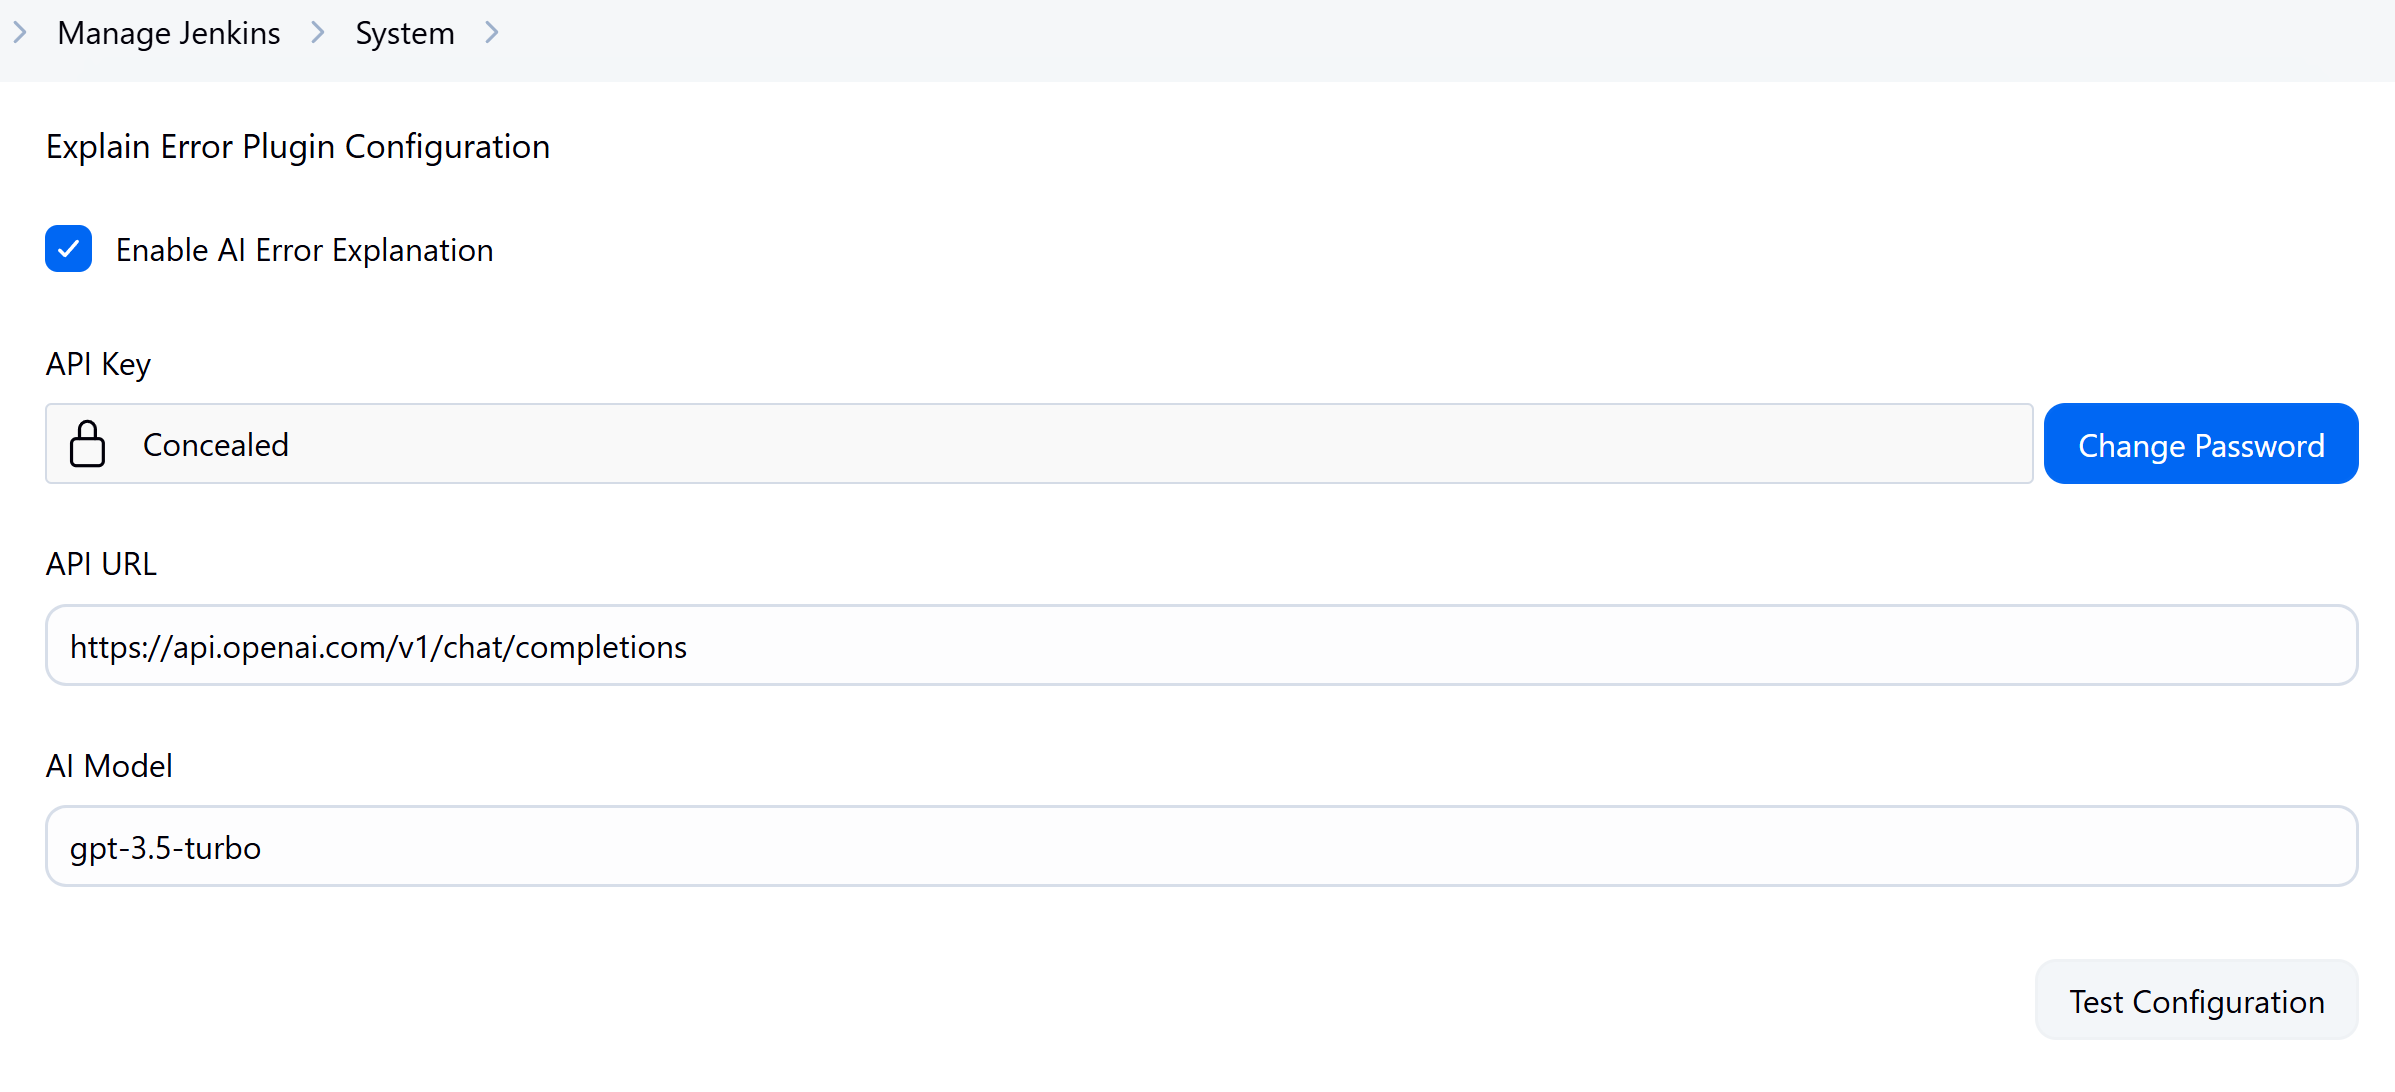 Manage Jenkins System
Explain Error Plugin Configuration
Enable AI Error Explanation
API Key
Concealed
Change Password
API URL
https://api.openai.com/v1/chat/completions
AI Model
gpt-3.5-turbo
Test Configuration